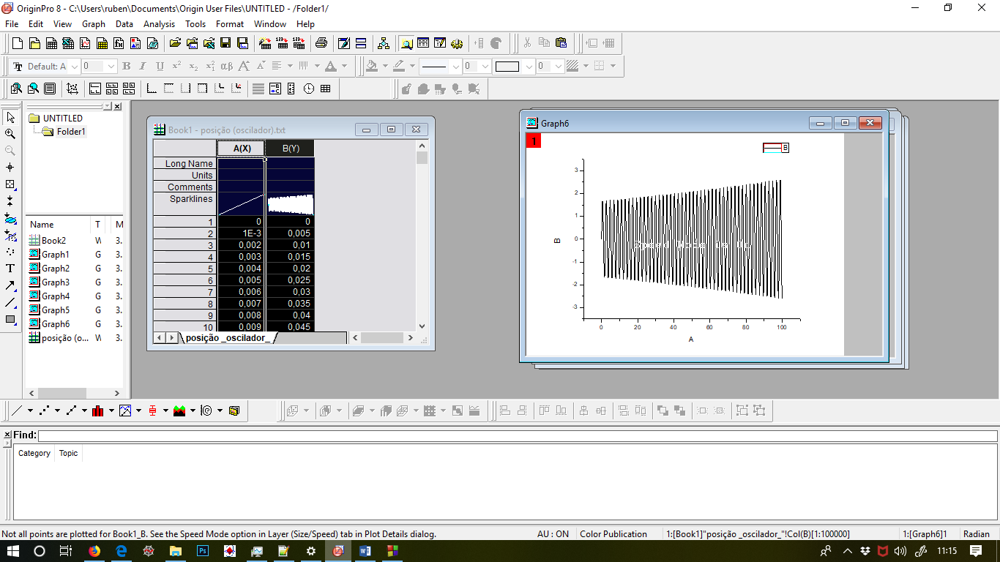 OriginPro 8 - C:\Users\ruben\Documents\Origin User Files\UNTITLED - /Folder1/
File Edit View Graph Data Analysis Tools Format Window Help
Default: A 0 B I U x² x₂ αβ A A 0 0
UNTITLED
Folder1
Name T M
Book2 W 3.
Graph1 G 3.
Graph2 G 3.
Graph3 G 3.
Graph4 G 3.
Graph5 G 3.
Graph6 G 3.
posição (o... W 3.
Book1 - posição (oscilador).txt
A(X) B(Y)
Long Name
Units
Comments
Sparklines
1 0 0
2 1E-3 0,005
3 0,002 0,01
4 0,003 0,015
5 0,004 0,02
6 0,005 0,025
7 0,006 0,03
8 0,007 0,035
9 0,008 0,04
10 0,009 0,045
posição _oscilador_
Graph6
1
B
3
2
1
0
-1
-2
-3
B
0 20 40 60 80 100
A
Find:
Category Topic
Not all points are plotted for Book1_B. See the Speed Mode option in Layer (Size/Speed) tab in Plot Details dialog.
AU : ON
Color Publication
1:[Book1]"posição _oscilador_"!Col(B)[1:100000]
1:[Graph6]1
Radian
11:15